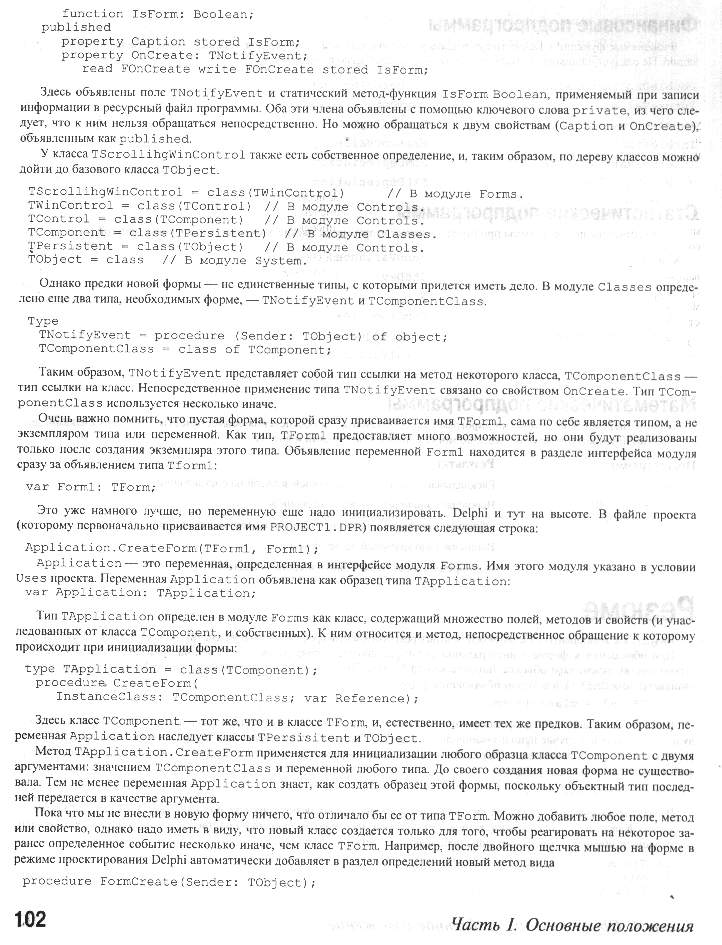 function IsForm: Boolean;
published
property Caption stored IsForm;
property OnCreate: TNotifyEvent;
read FOnCreate write FOnCreate stored IsForm;
Здесь объявлены поле TNotifyEvent и статический метод-функция IsForm Boolean, применяемый при записи
информации в ресурсный файл программы. Оба эти члена объявлены с помощью ключевого слова private, из чего сле-
дует, что к ним нельзя обращаться непосредственно. Но можно обращаться к двум свойствам (Caption и OnCreate),
объявленным как published.
У класса TScrollihgWinControl также есть собственное определение, и, таким образом, по дереву классов можно
дойти до базового класса TObject.
TScrollihgWinControl = class(TWinControl) // В модуле Forms.
TWinControl = class(TControl) // В модуле Controls.
TControl = class(TComponent) // В модуле Controls.
TComponent = class(TPersistent) // В модуле Classes.
TPersistent = class(TObject) // В модуле Controls.
TObject = class // В модуле System.
Однако предки новой формы — не единственные типы, с которыми придется иметь дело. В модуле Classes опреде-
лено еще два типа, необходимых форме, — TNotifyEvent и TComponentClass.
Type
TNotifyEvent = procedure (Sender: TObject) of object;
TComponentClass = class of TComponent;
Таким образом, TNotifyEvent представляет собой тип ссылки на метод некоторого класса, TComponentClass —
тип ссылки на класс. Непосредственное применение типа TNotifyEvent связано со свойством OnCreate. Тип TCom-
ponentClass используется несколько иначе.
Очень важно помнить, что пустая форма, которой сразу присваивается имя TForm1, сама по себе является типом, а не
экземпляром типа или переменной. Как тип, TForm1 предоставляет много возможностей, но они будут реализованы
только после создания экземпляра этого типа. Объявление переменной Form1 находится в разделе интерфейса модуля
сразу за объявлением типа Tform1:
var Form1: TForm;
Это уже намного лучше, но переменную еще надо инициализировать. Delphi и тут на высоте. В файле проекта
(которому первоначально присваивается имя PROJECT1.DPR) появляется следующая строка:
Application.CreateForm(TForm1, Form1);
Application — это переменная, определенная в интерфейсе модуля Forms. Имя этого модуля указано в условии
Uses проекта. Переменная Application объявлена как образец типа TApplication:
var Application: TApplication;
Тип TApplication определен в модуле Forms как класс, содержащий множество полей, методов и свойств (и унас-
ледованных от класса TComponent, и собственных). К ним относится и метод, непосредственное обращение к которому
происходит при инициализации формы:
type TApplication = class(TComponent);
procedure CreateForm(
InstanceClass: TComponentClass; var Reference);
Здесь класс TComponent — тот же, что и в классе TForm, и, естественно, имеет тех же предков. Таким образом, пе-
ременная Application наследует классы TPersisitent и TObject.
Метод TApplication.CreateForm применяется для инициализации любого образца класса TComponent с двумя
аргументами: значением TComponentClass и переменной любого типа. До своего создания новая форма не существо-
вала. Тем не менее переменная Application знает, как создать образец этой формы, поскольку объектный тип послед-
ней передается в качестве аргумента.
Пока что мы не внесли в новую форму ничего, что отличало бы ее от типа TForm. Можно добавить любое поле, метод
или свойство, однако надо иметь в виду, что новый класс создается только для того, чтобы реагировать на некоторое за-
ранее определенное событие несколько иначе, чем класс TForm. Например, после двойного щелчка мышью на форме в
режиме проектирования Delphi автоматически добавляет в раздел определений новый метод вида
procedure FormCreate(Sender: TObject);
102
Часть I. Основные положения